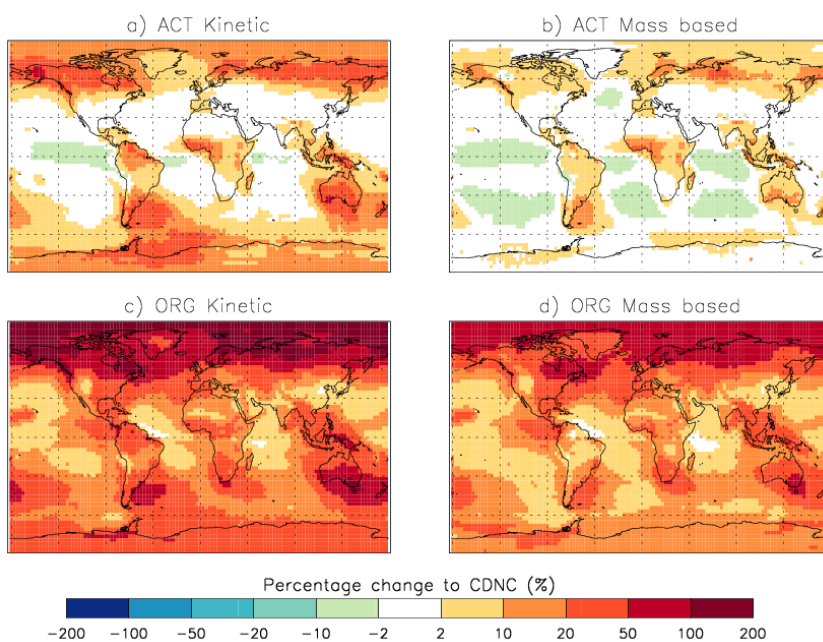 a) ACT Kinetic
b) ACT Mass based
c) ORG Kinetic
d) ORG Mass based
Percentage change to CDNC (%)
-200 -100 -50 -20 -10 -2 2 10 20 50 100 200